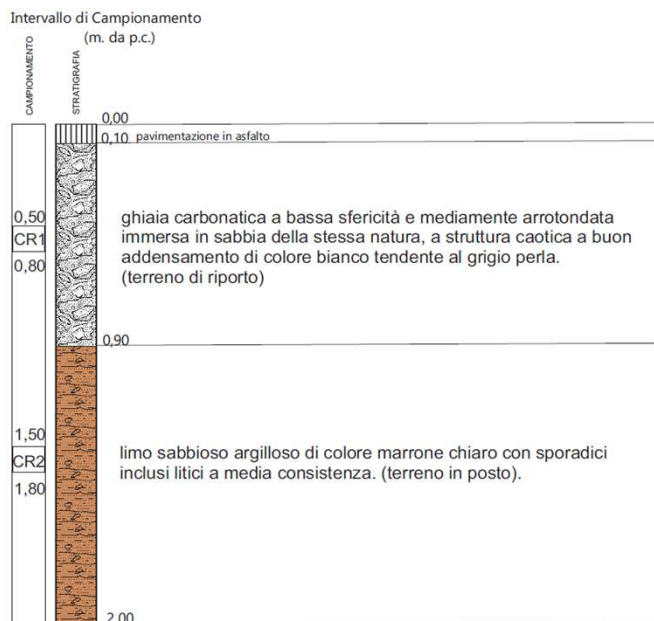 Intervallo di Campionamento
(m. da p.c.)
CAMPIONAMENTO
STRATIGRAFIA
0,00
0,10 pavimentazione in asfalto
0,50
CR1
0,80
ghiaia carbonatica a bassa sfericità e mediamente arrotondata
immersa in sabbia della stessa natura, a struttura caotica a buon
addensamento di colore bianco tendente al grigio perla.
(terreno di riporto)
0,90
1,50
CR2
1,80
limo sabbioso argilloso di colore marrone chiaro con sporadici
inclusi litici a media consistenza. (terreno in posto).
2,00